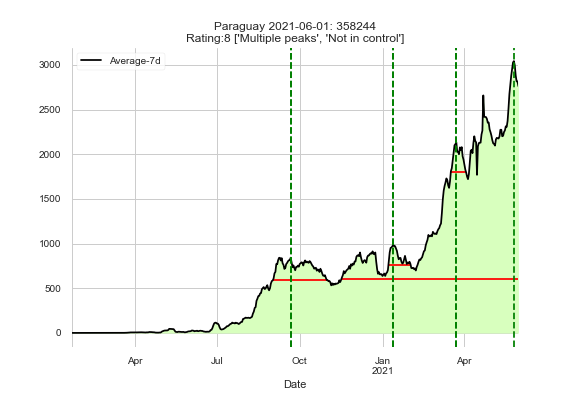 Paraguay 2021-06-01: 358244
Rating:8 ['Multiple peaks', 'Not in control']
Average-7d
3000
2500
2000
1500
1000
500
0
Apr
Jul
Oct
Jan
2021
Apr
Date